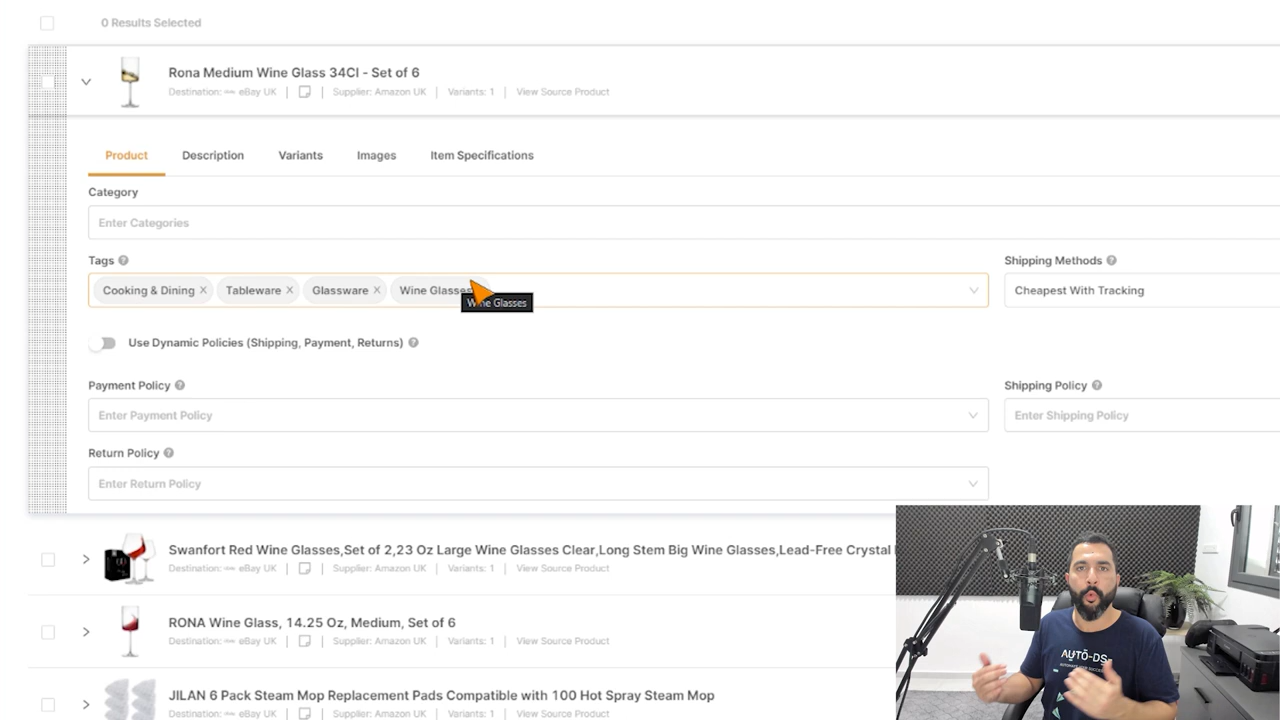 0 Results Selected
Rona Medium Wine Glass 34Cl - Set of 6
Destination: eBay UK | | Supplier: Amazon UK | Variants: 1 | View Source Product
Product Description Variants Images Item Specifications
Category
Enter Categories
Tags
Shipping Methods
Cooking & Dining × Tableware × Glassware × Wine Glasses
Cheapest With Tracking
Wine Glasses
Use Dynamic Policies (Shipping, Payment, Returns)
Payment Policy
Shipping Policy
Enter Payment Policy
Enter Shipping Policy
Return Policy
Enter Return Policy
Swanfort Red Wine Glasses,Set of 2,23 Oz Large Wine Glasses Clear,Long Stem Big Wine Glasses,Lead-Free Crystal
Destination: eBay UK | | Supplier: Amazon UK | Variants: 1 | View Source Product
RONA Wine Glass, 14.25 Oz, Medium, Set of 6
Destination: eBay UK | | Supplier: Amazon UK | Variants: 1 | View Source Product
JILAN 6 Pack Steam Mop Replacement Pads Compatible with 100 Hot Spray Steam Mop
Destination: eBay UK | | Supplier: Amazon UK | Variants: 1 | View Source Product
AUTO-DS